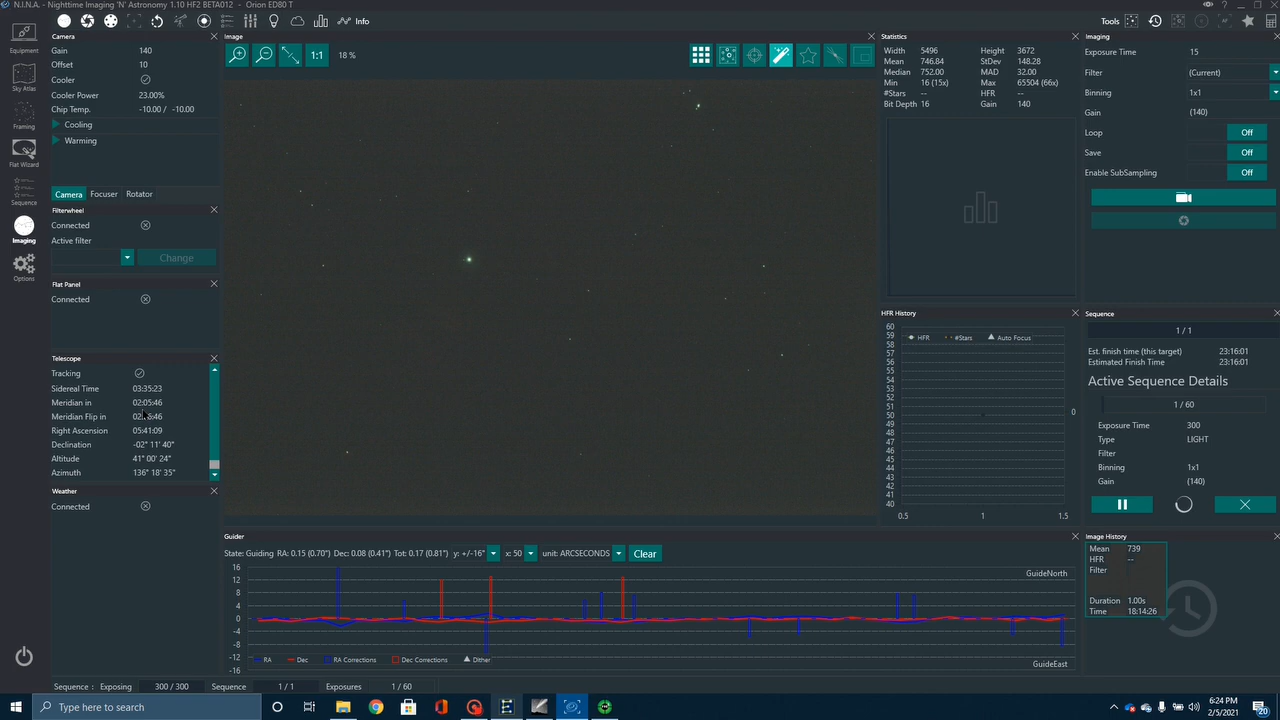 N.I.N.A. - Nighttime Imaging 'N' Astronomy 1.10 HF2 BETA012 - Orion ED80 T
Info
Tools
Equipment
Sky Atlas
Framing
Flat Wizard
Sequence
Imaging
Options
Camera
Gain 140
Offset 10
Cooler
Cooler Power 23.00%
Chip Temp. -10.00 / -10.00
Cooling
Warming
Camera Focuser Rotator
Filterwheel
Connected
Active filter
Change
Flat Panel
Connected
Telescope
Tracking
Sidereal Time 03:35:23
Meridian in 02:05:46
Meridian Flip in
Right Ascension 05:41:09
Declination -02° 11' 40"
Altitude 41° 00' 24"
Azimuth 136° 18' 35"
Weather
Connected
Image
1:1 18 %
Statistics
Width 5496 Height 3672
Mean 746.84 StDev 148.28
Median 752.00 MAD 32.00
Min 16 (15x) Max 65504 (66x)
#Stars -- HFR --
Bit Depth 16 Gain 140
HFR History
HFR #Stars Auto Focus
60
59
58
57
56
55
54
53
52
51
50
49
48
47
46
45
44
43
42
41
40
0
0.5 1 1.5
Imaging
Exposure Time 15
Filter (Current)
Binning 1x1
Gain (140)
Loop Off
Save Off
Enable SubSampling Off
Sequence
1 / 1
Est. finish time (this target) 23:16:01
Estimated Finish Time 23:16:01
Active Sequence Details
1 / 60
Exposure Time 300
Type LIGHT
Filter
Binning 1x1
Gain (140)
Guider
State: Guiding RA: 0.15 (0.70") Dec: 0.08 (0.41") Tot: 0.17 (0.81") y: +/-16" x: 50 unit: ARCSECONDS Clear
16
12
8
4
0
-4
-8
-12
-16
GuideNorth
GuideEast
RA Dec RA Corrections Dec Corrections Dither
Image History
Mean 739
HFR --
Filter
Duration 1.00s
Time 18:14:26
Sequence : Exposing 300 / 300 Sequence 1 / 1 Exposures 1 / 60
Type here to search
6:24 PM
2/5/2021
20